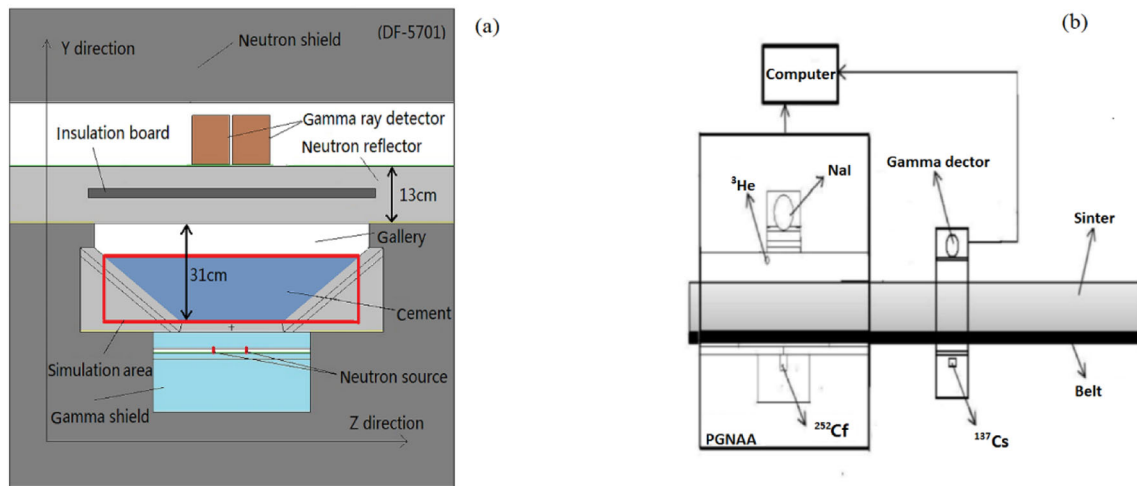 (a)
Y direction
Neutron shield
(DF-5701)
Insulation board
Gamma ray detector
Neutron reflector
13cm
Gallery
31cm
Cement
Simulation area
Neutron source
Gamma shield
Z direction
(b)
Computer
³He
NaI
Gamma dector
Sinter
Belt
²⁵²Cf
¹³⁷Cs
PGNAA